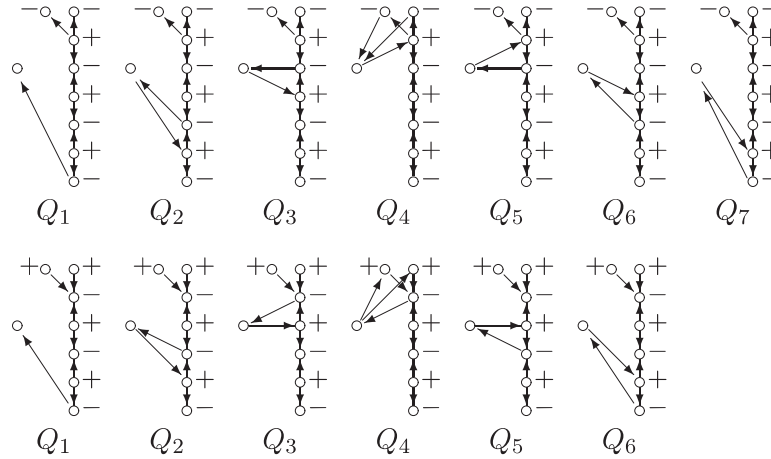 − − − − − − − − − − − − − −
+ + + + + + +
− − − − − − −
+ + + + + + +
− − − − − − −
+ + + + + + +
− − − − − − −
Q₁ Q₂ Q₃ Q₄ Q₅ Q₆ Q₇
+ + + + + + + + + + + +
− − − − − −
+ + + + + +
− − − − − −
+ + + + + +
− − − − − −
Q₁ Q₂ Q₃ Q₄ Q₅ Q₆